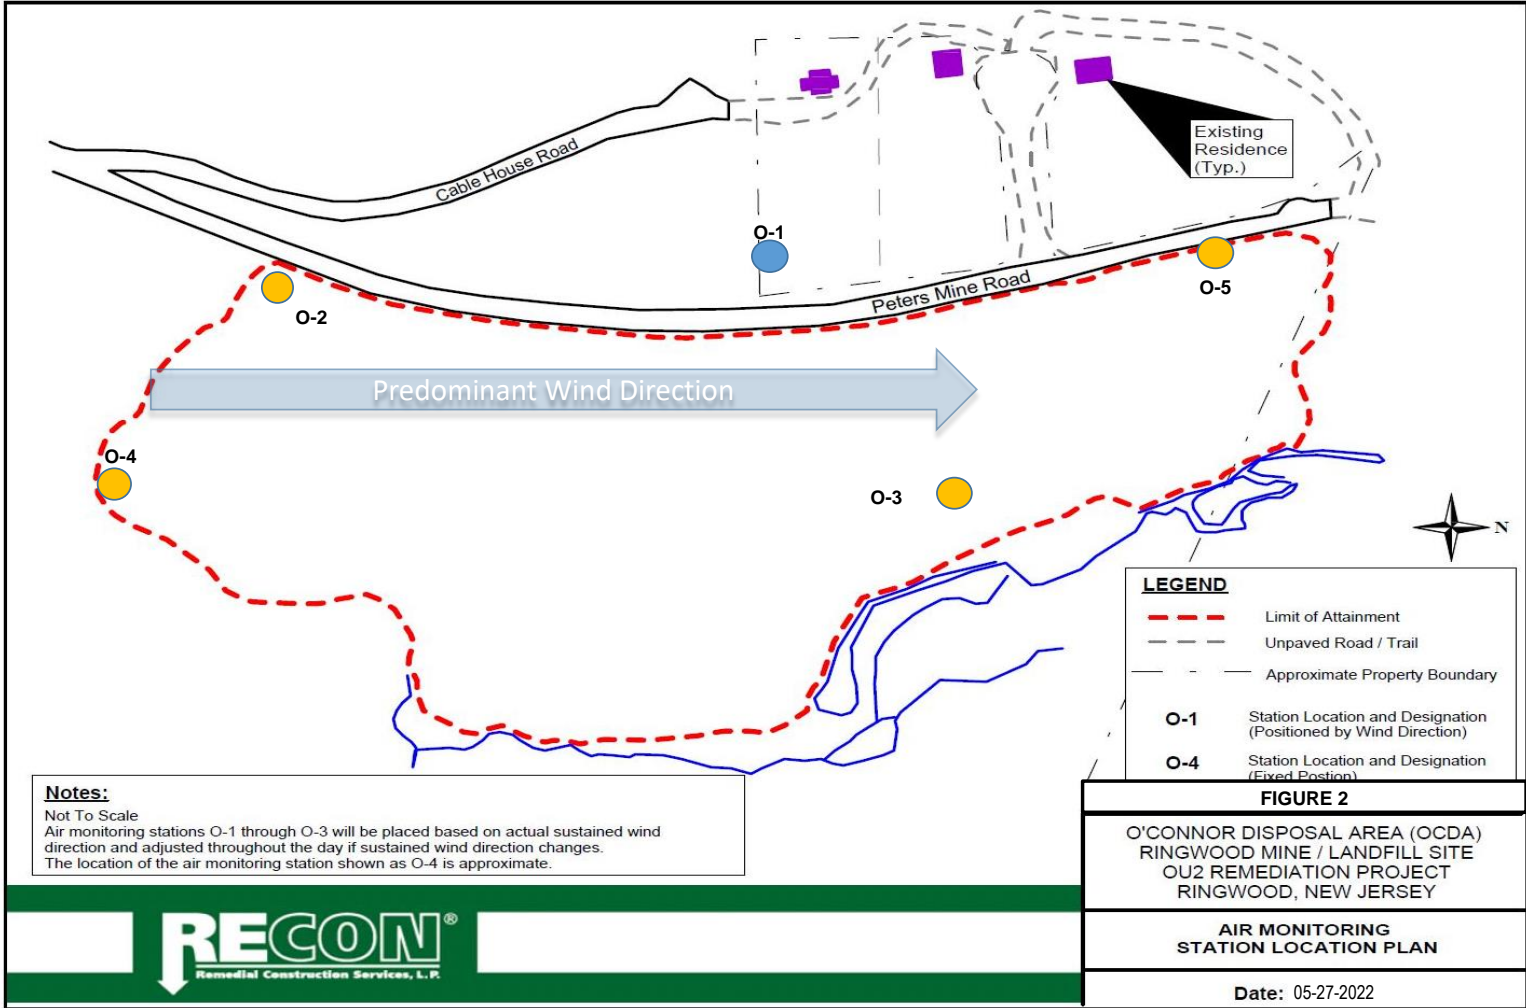 Existing
Residence
(Typ.)
Cable House Road
O-1
Peters Mine Road
O-5
O-2
Predominant Wind Direction
O-4
O-3
N
LEGEND
Limit of Attainment
Unpaved Road / Trail
Approximate Property Boundary
O-1 Station Location and Designation
(Positioned by Wind Direction)
O-4 Station Location and Designation
(Fixed Postion)
Notes:
Not To Scale
Air monitoring stations O-1 through O-3 will be placed based on actual sustained wind
direction and adjusted throughout the day if sustained wind direction changes.
The location of the air monitoring station shown as O-4 is approximate.
FIGURE 2
O'CONNOR DISPOSAL AREA (OCDA)
RINGWOOD MINE / LANDFILL SITE
OU2 REMEDIATION PROJECT
RINGWOOD, NEW JERSEY
AIR MONITORING
STATION LOCATION PLAN
Date: 05-27-2022
RECON®
Remedial Construction Services, L.P.